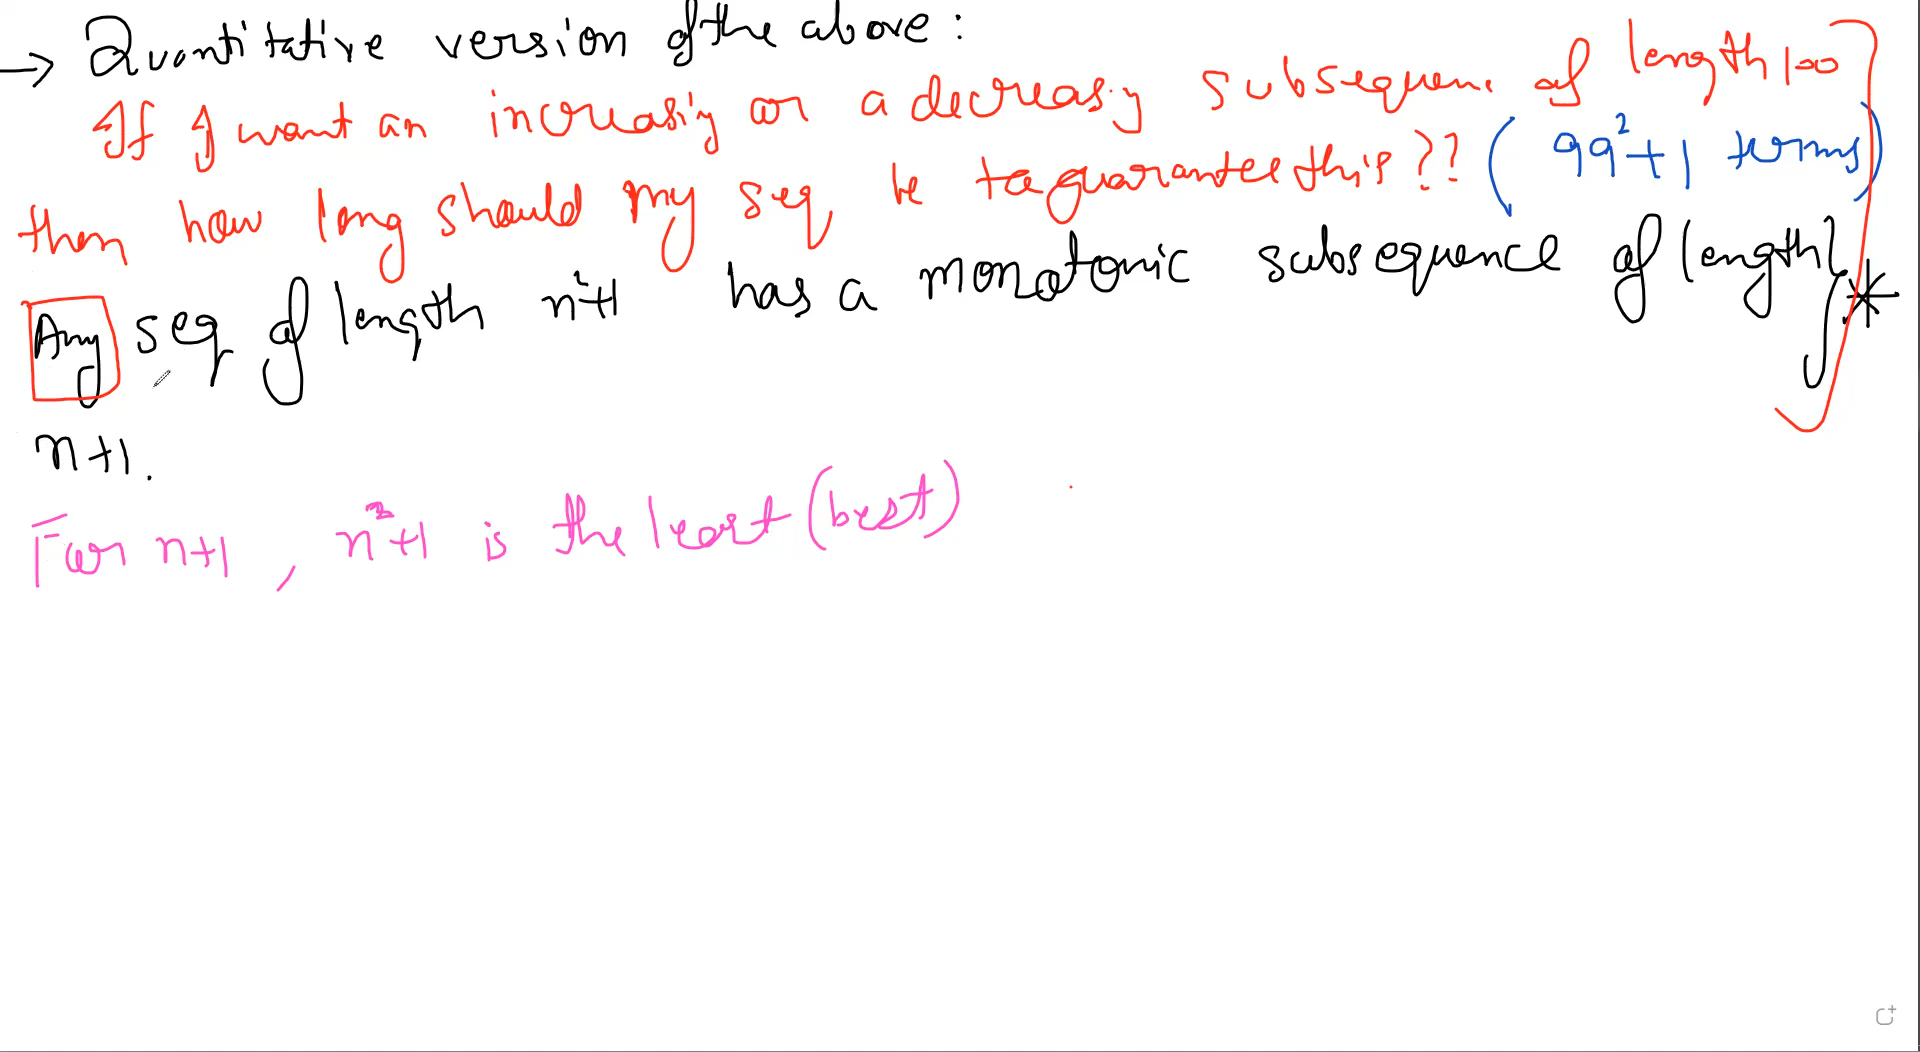 → Quantitative version of the above:
If I want an increasing or a decreasing subsequence of length 100
then how long should my seq be to guarantee this?? (99²+1 terms)
Any seq of length n²+1 has a monotonic subsequence of length
n+1.
For n+1, n²+1 is the least (best)